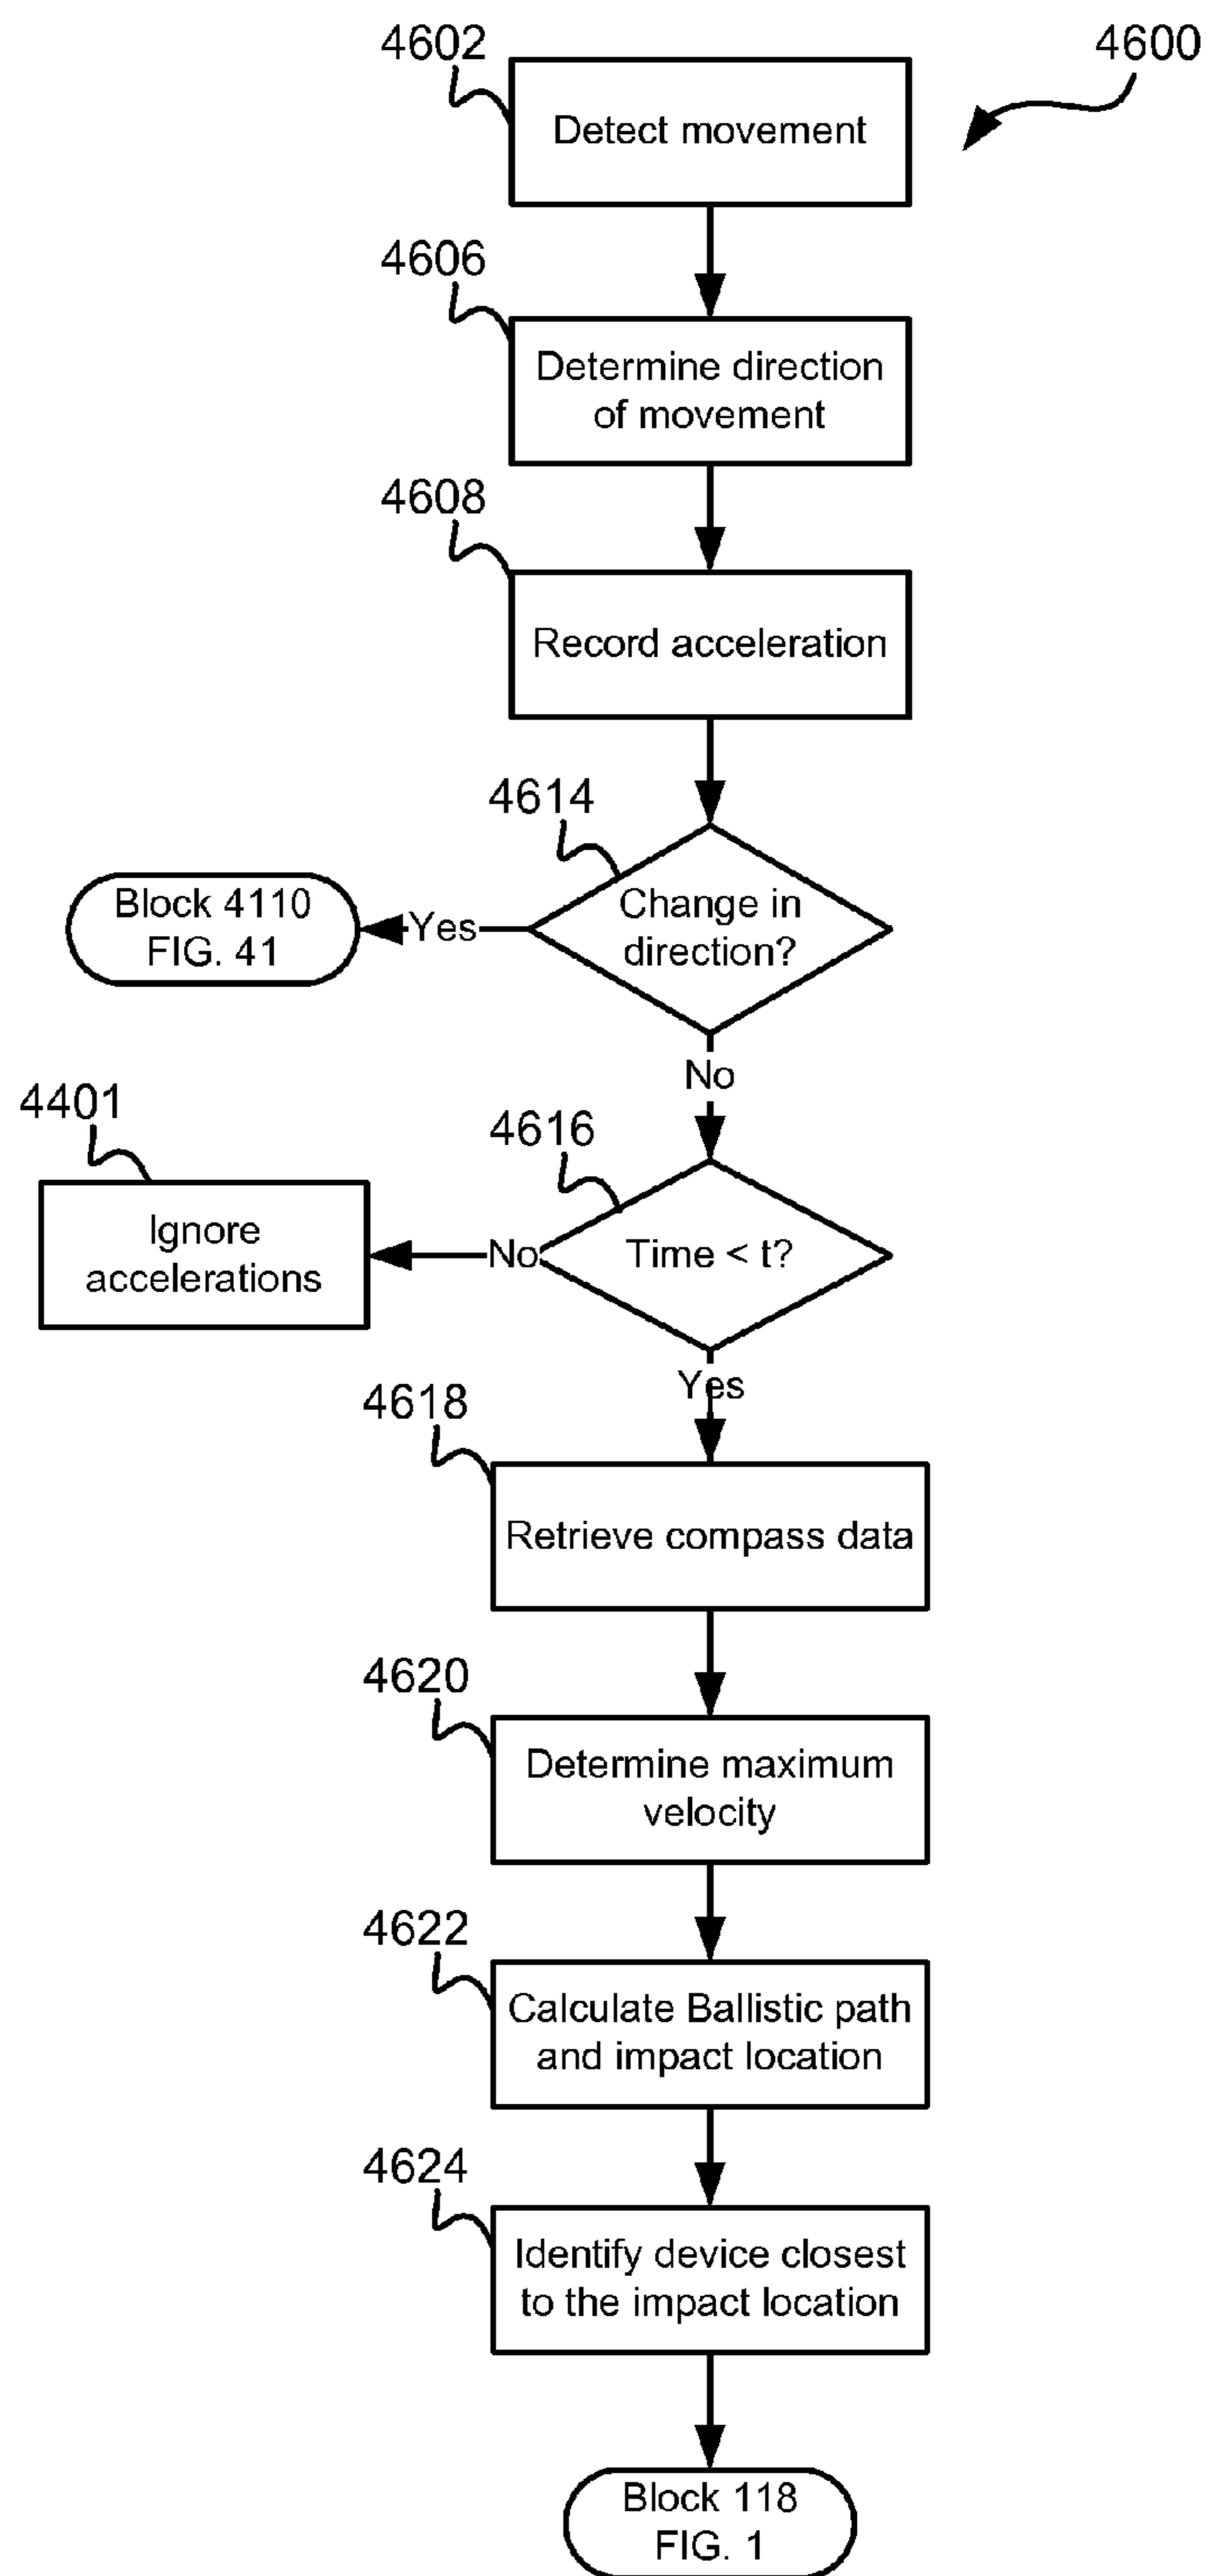 4602
4600
Detect movement
4606
Determine direction
of movement
4608
Record acceleration
4614
Change in
direction?
Yes
Block 4110
FIG. 41
No
4401
4616
Ignore
accelerations
No
Time < t?
Yes
4618
Retrieve compass data
4620
Determine maximum
velocity
4622
Calculate Ballistic path
and impact location
4624
Identify device closest
to the impact location
Block 118
FIG. 1